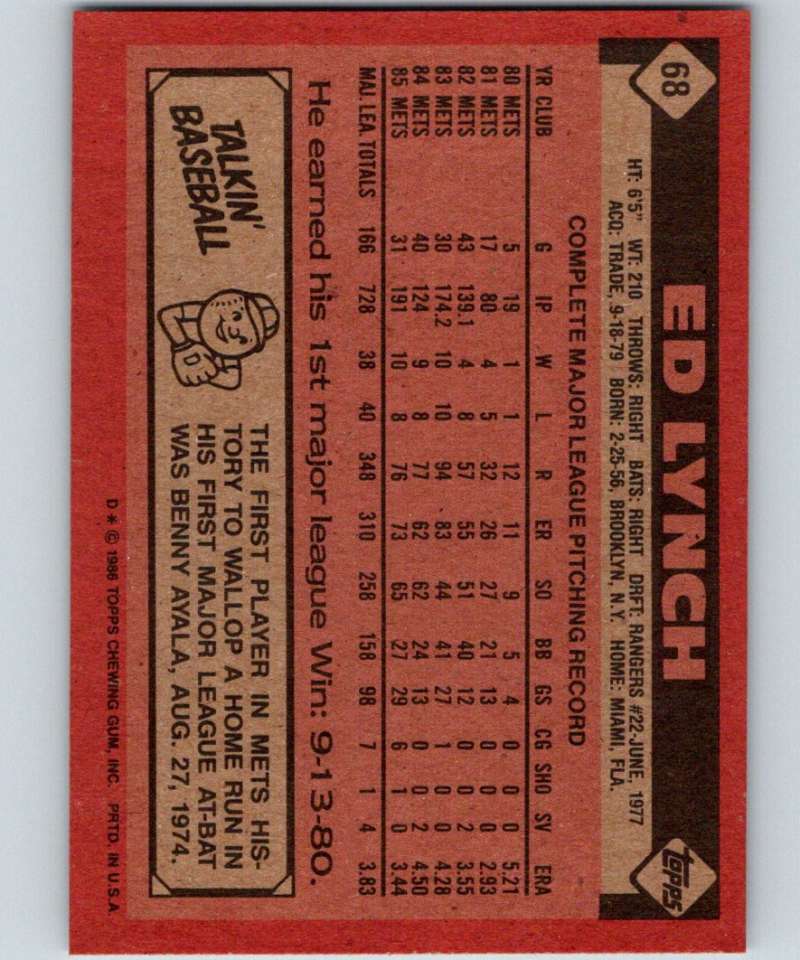 68
ED LYNCH
topps
HT: 6'5" WT: 210 THROWS: RIGHT BATS: RIGHT DRFT: RANGERS #22-JUNE, 1977
ACQ: TRADE, 9-18-79 BORN: 2-25-56, BROOKLYN, N.Y. HOME: MIAMI, FLA.
COMPLETE MAJOR LEAGUE PITCHING RECORD
YR CLUB G IP W L R ER SO BB GS CG SHO SV ERA
80 METS 5 19 1 1 12 11 9 5 4 0 0 0 5.21
81 METS 17 80 4 5 32 26 27 21 13 0 0 0 2.93
82 METS 43 139.1 4 8 57 55 51 40 12 0 0 2 3.55
83 METS 30 174.2 10 10 94 83 44 41 27 1 0 0 4.28
84 METS 40 124 9 8 77 62 62 24 13 0 0 2 4.50
85 METS 31 191 10 8 76 73 65 27 29 6 1 0 3.44
MAJ. LEA. TOTALS 166 728 38 40 348 310 258 158 98 7 1 4 3.83
He earned his 1st major league Win: 9-13-80.
TALKIN'
BASEBALL
THE FIRST PLAYER IN METS HIS-
TORY TO WALLOP A HOME RUN IN
HIS FIRST MAJOR LEAGUE AT-BAT
WAS BENNY AYALA, AUG. 27, 1974.
D* © 1986 TOPPS CHEWING GUM, INC. PRTD. IN U.S.A.